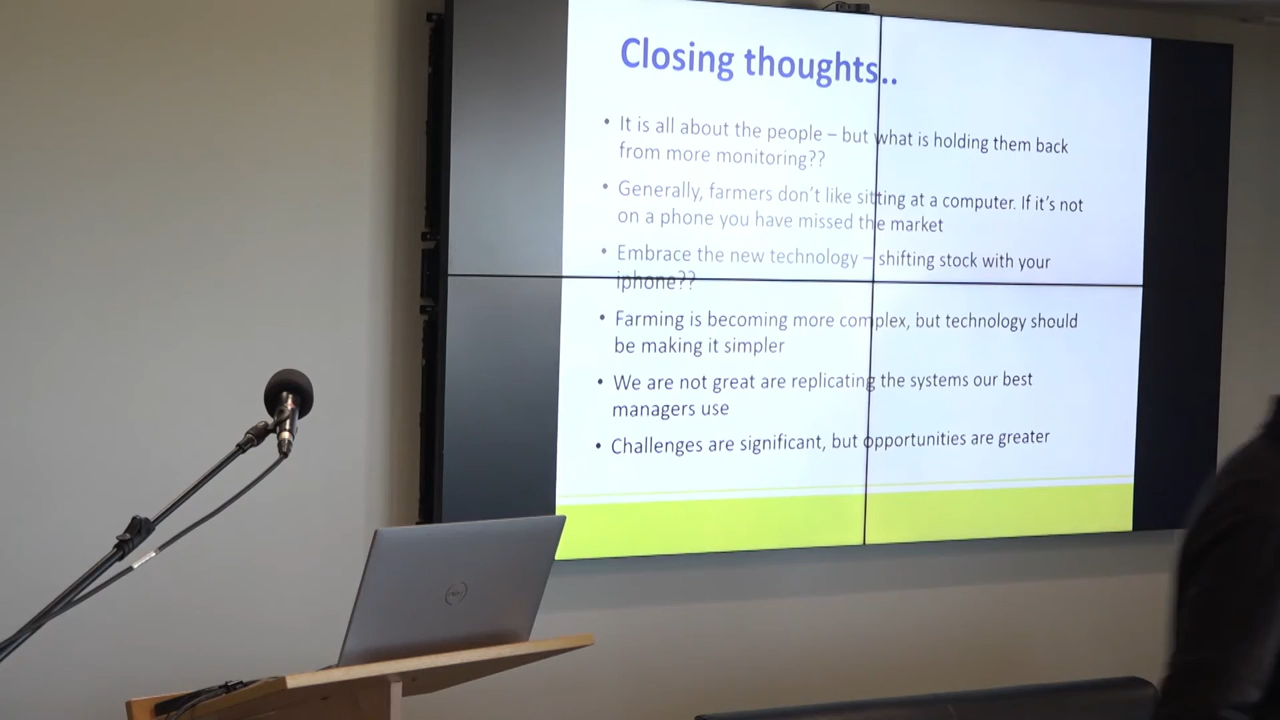 Closing thoughts..
• It is all about the people – but what is holding them back
from more monitoring??
• Generally, farmers don't like sitting at a computer. If it's not
on a phone you have missed the market
• Embrace the new technology – shifting stock with your
iphone??
• Farming is becoming more complex, but technology should
be making it simpler
• We are not great are replicating the systems our best
managers use
• Challenges are significant, but opportunities are greater
DELL